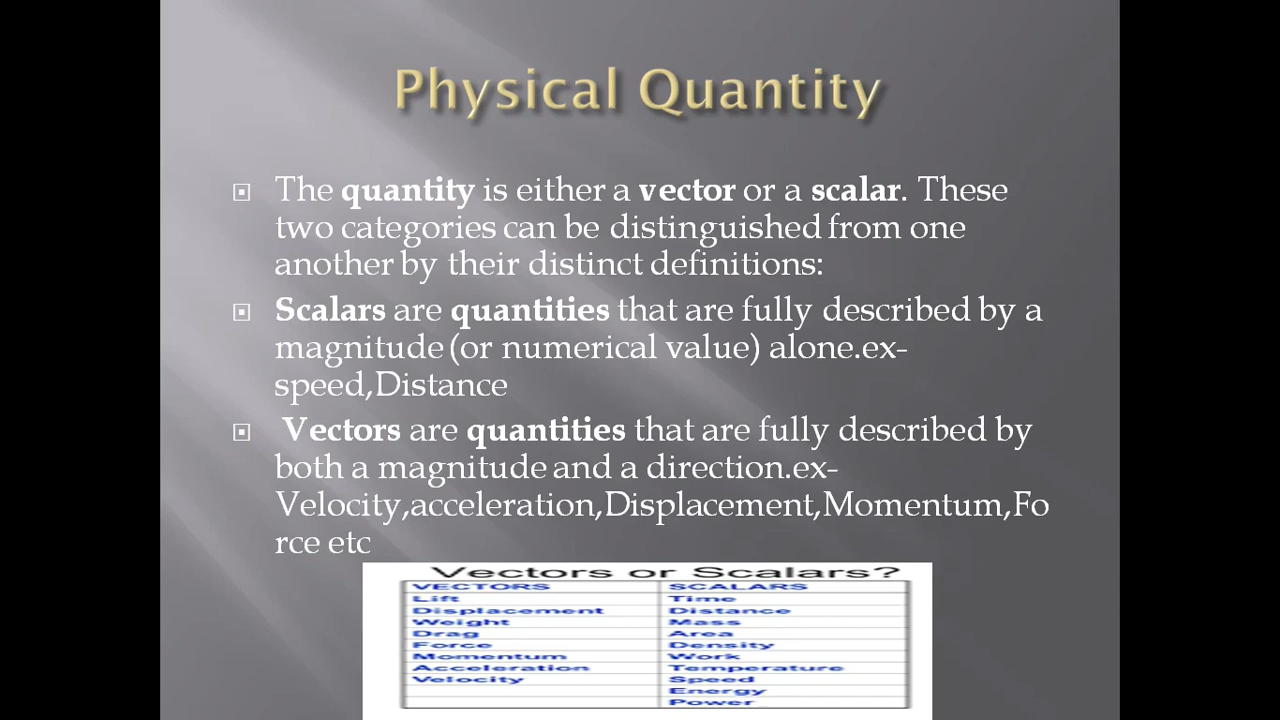 Physical Quantity
The quantity is either a vector or a scalar. These
two categories can be distinguished from one
another by their distinct definitions:
Scalars are quantities that are fully described by a
magnitude (or numerical value) alone.ex-
speed,Distance
Vectors are quantities that are fully described by
both a magnitude and a direction.ex-
Velocity,acceleration,Displacement,Momentum,Fo
rce etc
Vectors or Scalars?
VECTORS SCALARS
Lift Time
Displacement Distance
Weight Mass
Drag Area
Force Density
Momentum Work
Acceleration Temperature
Velocity Speed
Energy
Power